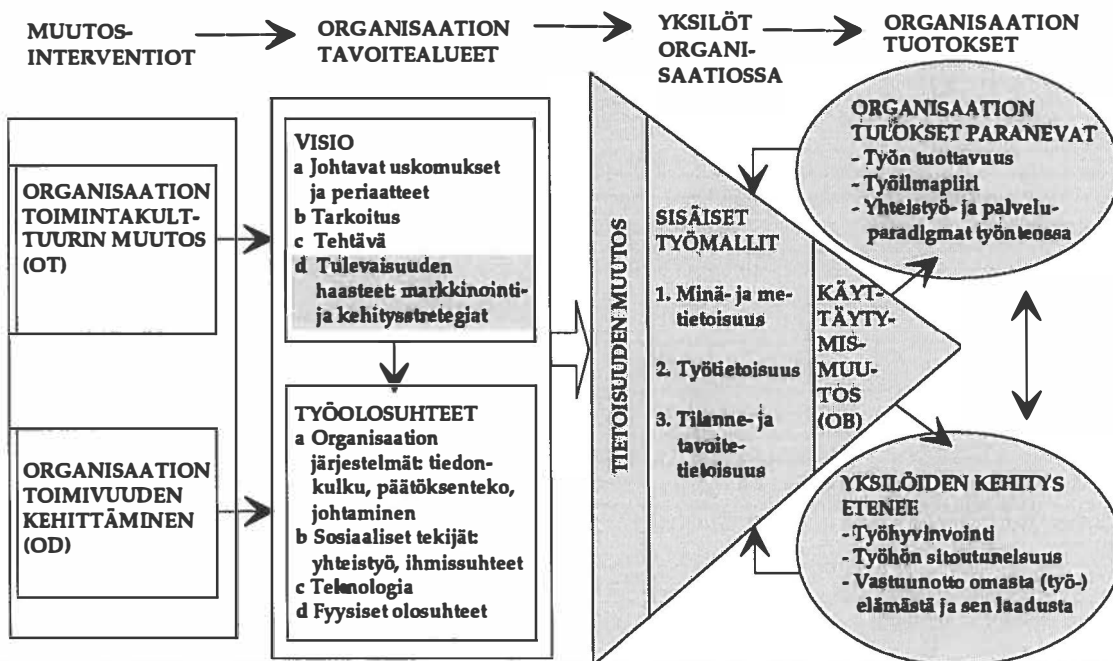 MUUTOS-
INTERVENTIOT
ORGANISAATION
TAVOITEALUEET
YKSILÖT
ORGANI-
SAATIOSSA
ORGANISAATION
TUOTOKSET
ORGANISAATION
TOIMINTAKULT-
TUURIN MUUTOS
(OT)
ORGANISAATION
TOIMIVUUDEN
KEHITTÄMINEN
(OD)
VISIO
a Johtavat uskomukset
ja periaatteet
b Tarkoitus
c Tehtävä
d Tulevaisuuden
haasteet: markkinointi-
ja kehitysstretegiat
TYÖOLOSUHTEET
a Organisaation
järjestelmät: tiedon-
kulku, päätöksenteko,
johtaminen
b Sosiaaliset tekijät:
yhteistyö, ihmissuhteet
c Teknologia
d Fyysiset olosuhteet
TIETOISUUDEN MUUTOS
SISÄISET
TYÖMALLIT
1. Minä- ja me-
tietoisuus
2. Työtietoisuus
3. Tilanne- ja
tavoite-
tietoisuus
KÄYT-
TÄYTY-
MIS-
MUU-
TOS
(OB)
ORGANISAATION
TULOKSET PARANEVAT
- Työn tuottavuus
- Työilmapiiri
- Yhteistyö- ja palvelu-
paradigmat työnteossa
YKSILÖIDEN KEHITYS
ETENEE
- Työhyvinvointi
- Työhön sitoutuneisuus
- Vastuunotto omasta (työ-)
elämästä ja sen laadusta